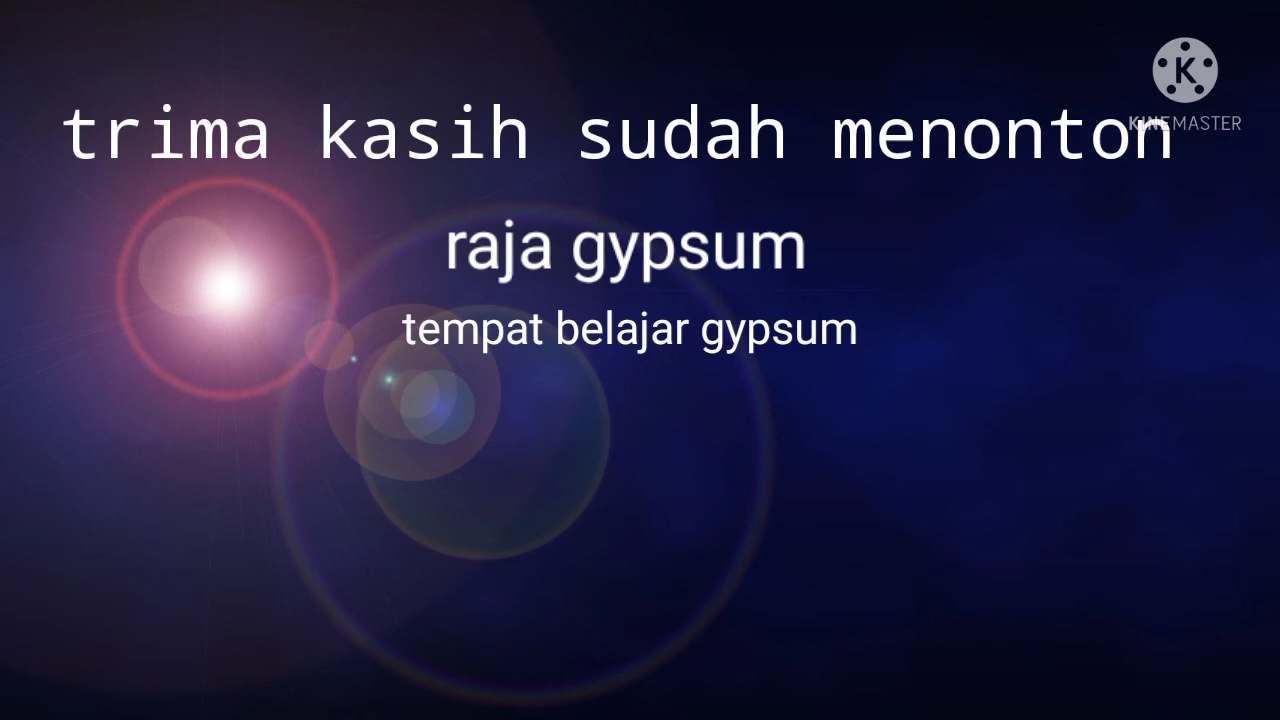 trima kasih sudah menonton
KINEMASTER
raja gypsum
tempat belajar gypsum